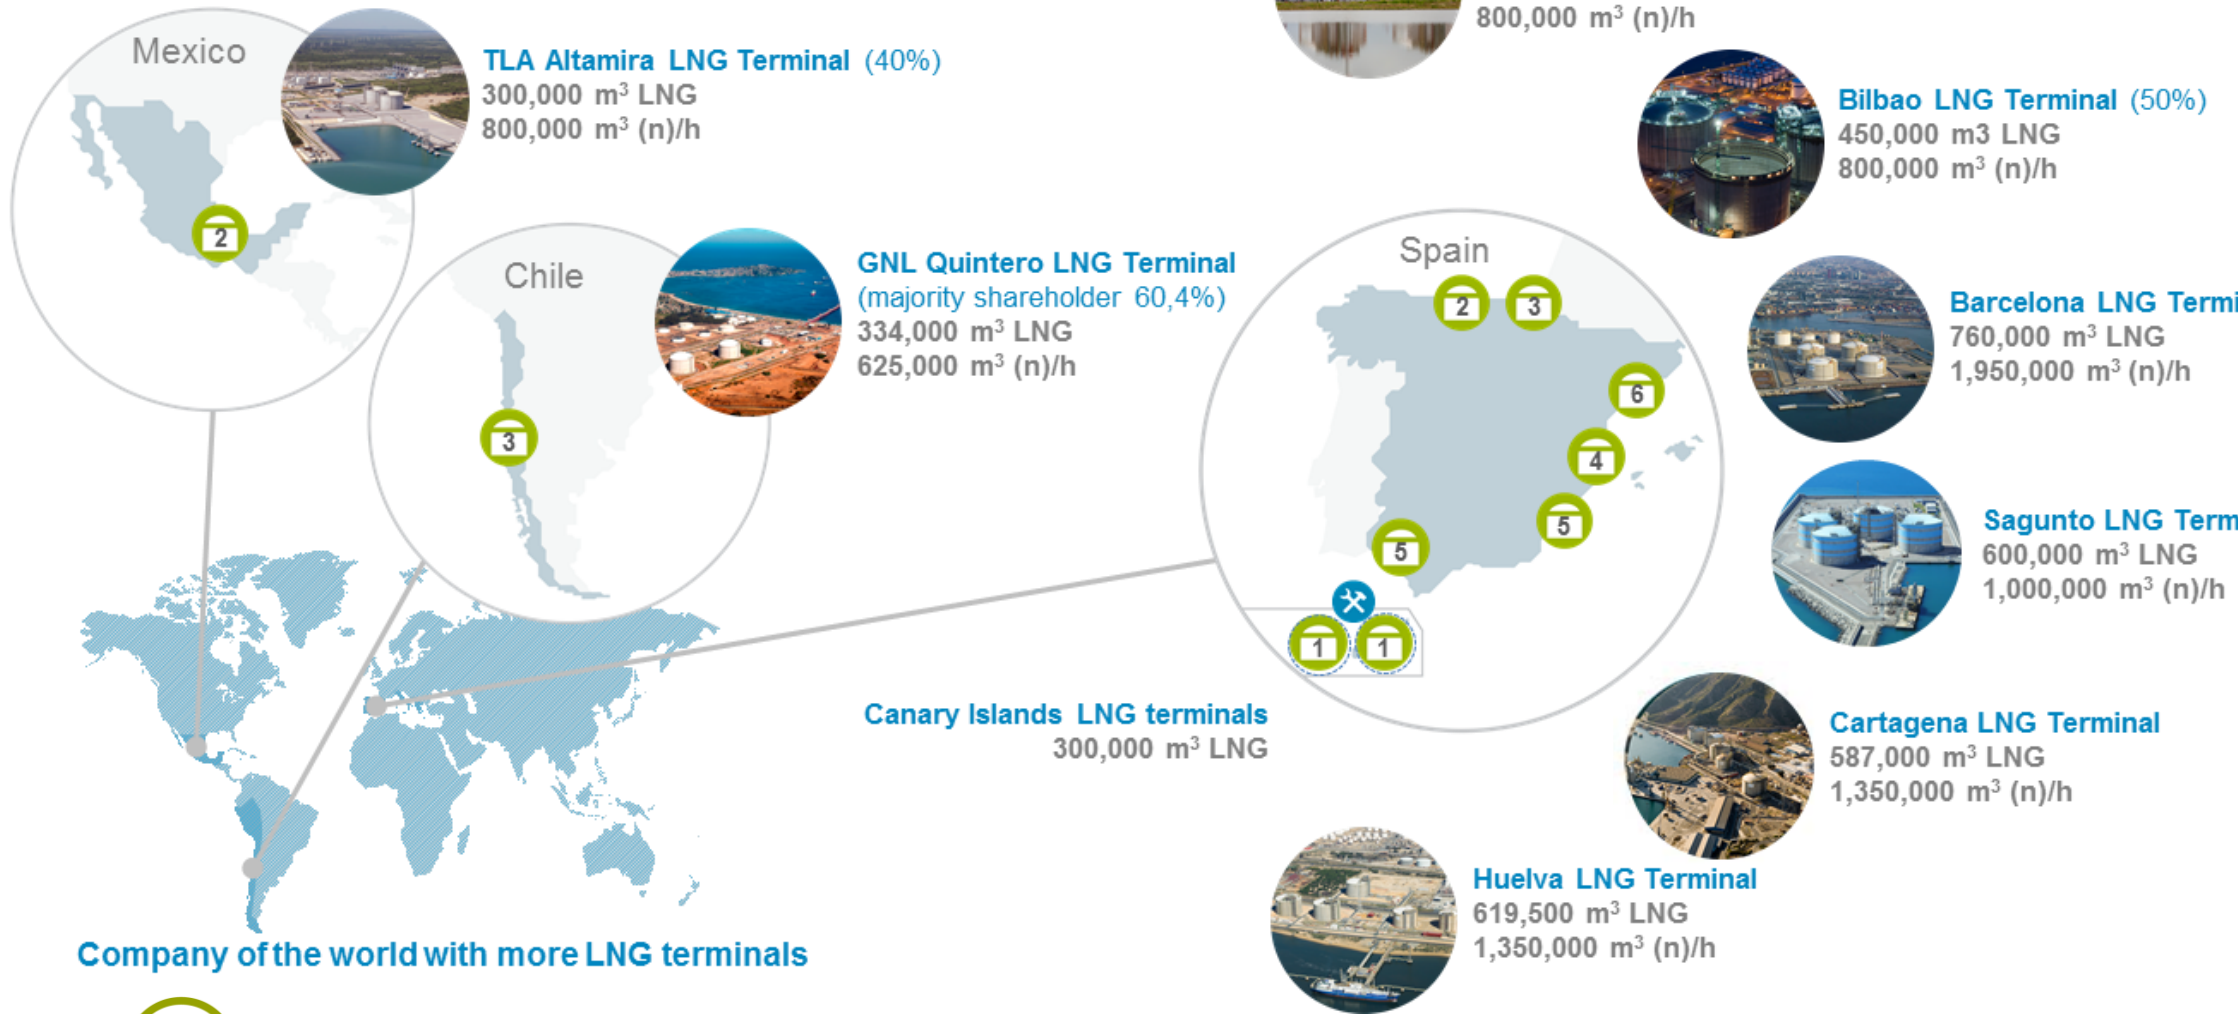 Mexico
TLA Altamira LNG Terminal (40%)
300,000 m³ LNG
800,000 m³ (n)/h
2
Chile
GNL Quintero LNG Terminal
(majority shareholder 60,4%)
334,000 m³ LNG
625,000 m³ (n)/h
3
800,000 m³ (n)/h
Bilbao LNG Terminal (50%)
450,000 m3 LNG
800,000 m³ (n)/h
Spain
2
3
6
4
5
5
1
1
Barcelona LNG Termi
760,000 m³ LNG
1,950,000 m³ (n)/h
Sagunto LNG Term
600,000 m³ LNG
1,000,000 m³ (n)/h
Canary Islands LNG terminals
300,000 m³ LNG
Cartagena LNG Terminal
587,000 m³ LNG
1,350,000 m³ (n)/h
Huelva LNG Terminal
619,500 m³ LNG
1,350,000 m³ (n)/h
Company of the world with more LNG terminals